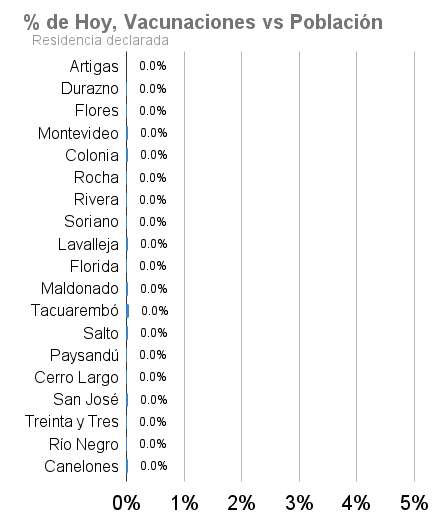 % de Hoy, Vacunaciones vs Población
Residencia declarada
Artigas 0.0%
Durazno 0.0%
Flores 0.0%
Montevideo 0.0%
Colonia 0.0%
Rocha 0.0%
Rivera 0.0%
Soriano 0.0%
Lavalleja 0.0%
Florida 0.0%
Maldonado 0.0%
Tacuarembó 0.0%
Salto 0.0%
Paysandú 0.0%
Cerro Largo 0.0%
San José 0.0%
Treinta y Tres 0.0%
Río Negro 0.0%
Canelones 0.0%
0% 1% 2% 3% 4% 5%